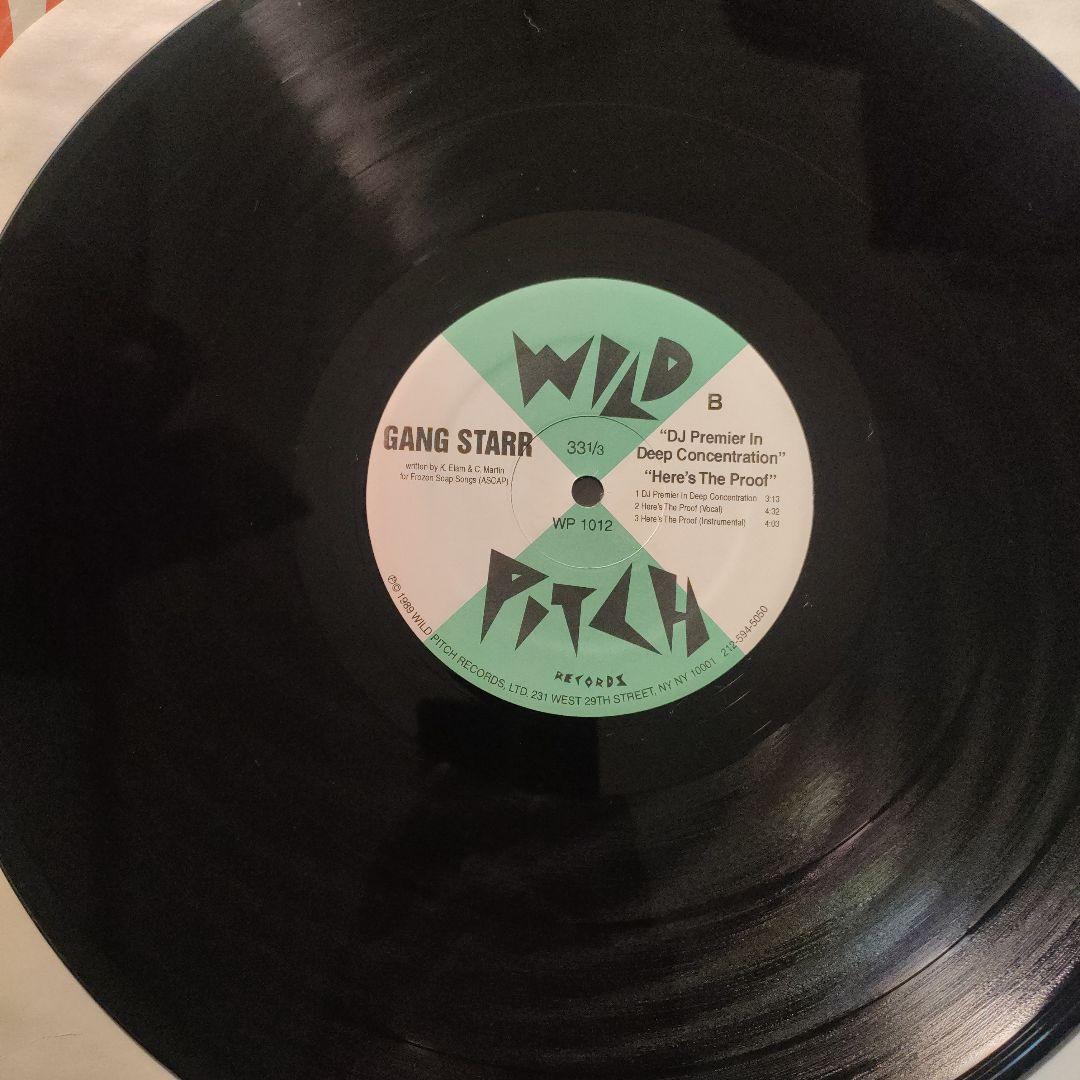 WILD
B
GANG STARR
written by K. Elam & C. Martin
for Frozen Soap Songs (ASCAP)
33 1/3
"DJ Premier In
Deep Concentration"
"Here's The Proof"
1 DJ Premier In Deep Concentration 3:13
2 Here's The Proof (Vocal) 4:32
3 Here's The Proof (Instrumental) 4:03
WP 1012
PITCH
RECORDS
℗© 1989 WILD PITCH RECORDS, LTD. 231 WEST 29TH STREET, NY NY 10001 212-594-5050